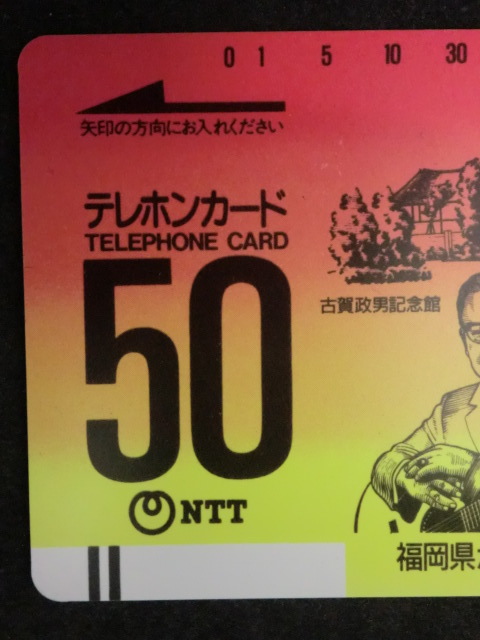 0 1 5 10 30
矢印の方向にお入れください
テレホンカード
TELEPHONE CARD
50
古賀政男記念館
NTT
福岡県